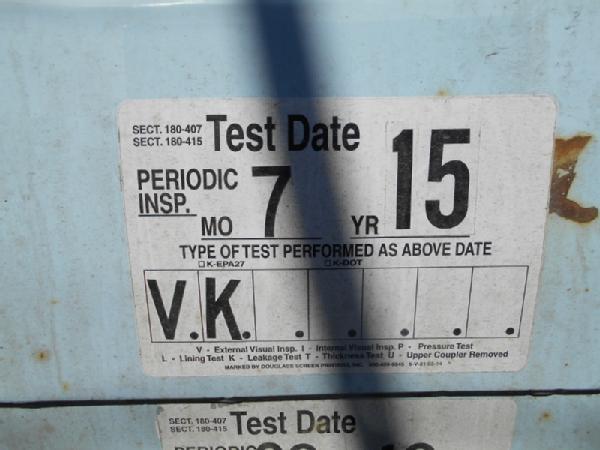 SECT. 180-407 Test Date
SECT. 180-415
PERIODIC
INSP. MO 7 YR 15
TYPE OF TEST PERFORMED AS ABOVE DATE
K-EPA27 K-DOT
V. K. . . . . .
V - External Visual Insp. I - Internal Visual Insp. P - Pressure Test
L - Lining Test K - Leakage Test T - Thickness Test U - Upper Coupler Removed
MARKED BY DOUGLASS SCREEN PRINTERS, INC.
SECT. 180-407 Test Date
SECT. 180-415
PERIODIC